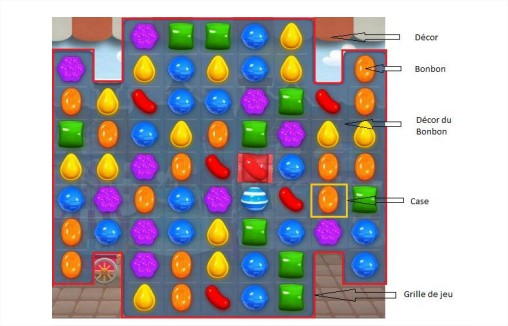 Décor
Bonbon
Décor du
Bonbon
Case
Grille de jeu